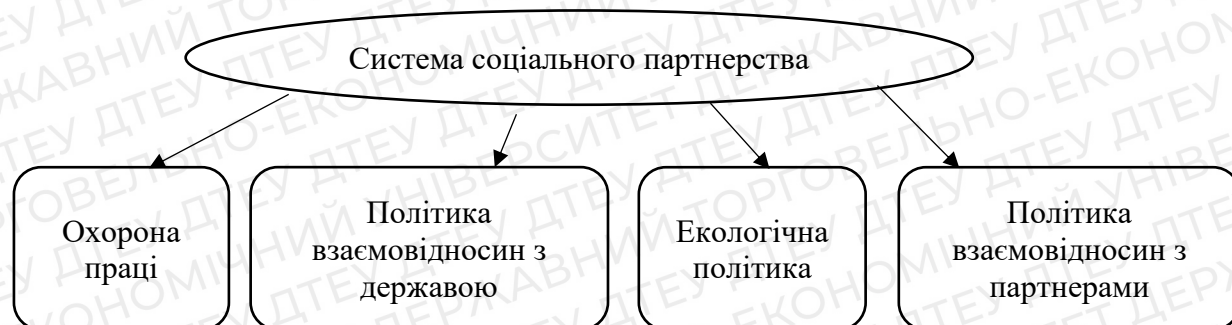 Система соціального партнерства
Охорона
праці
Політика
взаємовідносин з
державою
Екологічна
політика
Політика
взаємовідносин з
партнерами